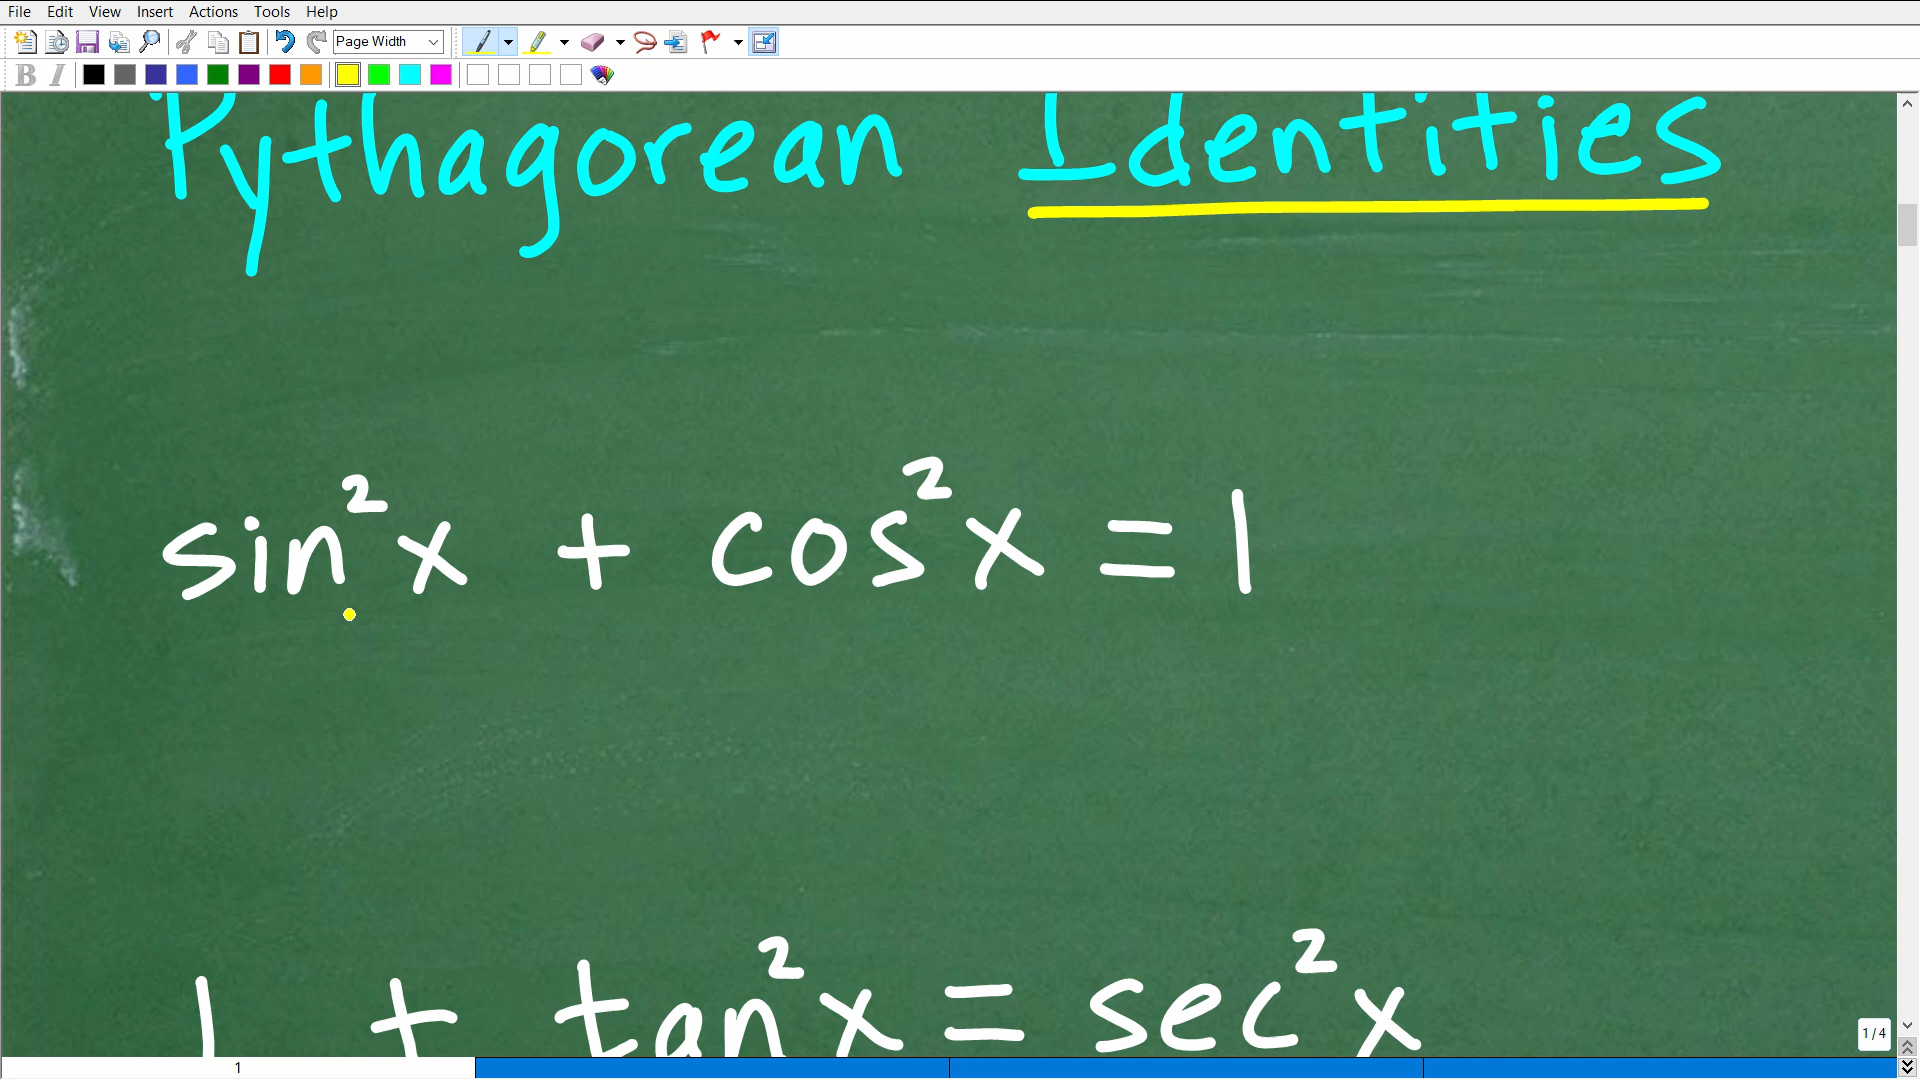 File Edit View Insert Actions Tools Help
Page Width
B I
Pythagorean Identities
sin²x + cos²x = 1
1 + tan²x = sec²x
1 / 4
1